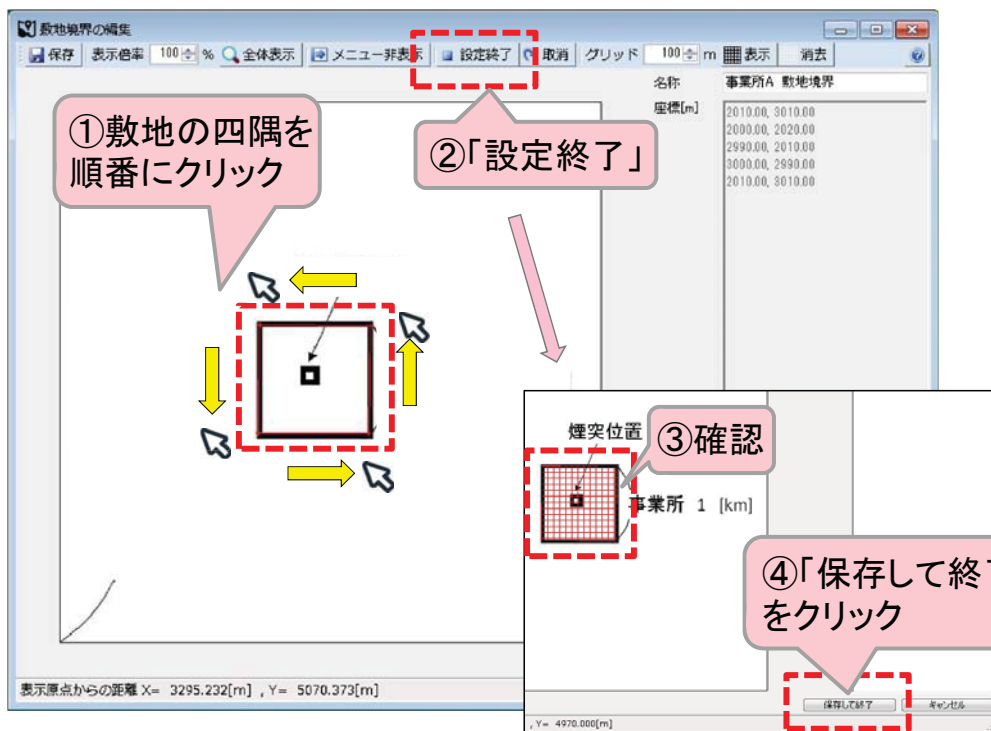 敷地境界の編集
保存 表示倍率 100 % 全体表示 メニュー非表示 設定終了 取消 グリッド 100 m 表示 消去
名称 事業所A 敷地境界
座標[m]
2010.00, 3010.00
2000.00, 2020.00
2990.00, 2010.00
3000.00, 2990.00
2010.00, 3010.00
①敷地の四隅を
順番にクリック
②「設定終了」
煙突位置
③確認
事業所 1 [km]
④「保存して終了
をクリック
保存して終了 キャンセル
表示原点からの距離 X= 3295.232[m] , Y= 5070.373[m]
, Y= 4970.000[m]